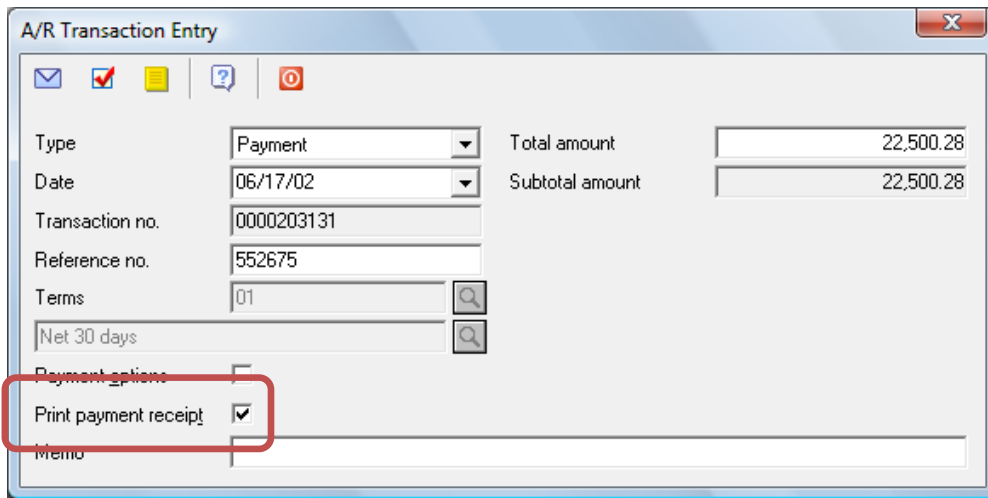 A/R Transaction Entry
Type Payment Total amount 22,500.28
Date 06/17/02 Subtotal amount 22,500.28
Transaction no. 0000203131
Reference no. 552675
Terms 01
Net 30 days
Payment options
Print payment receipt
Memo